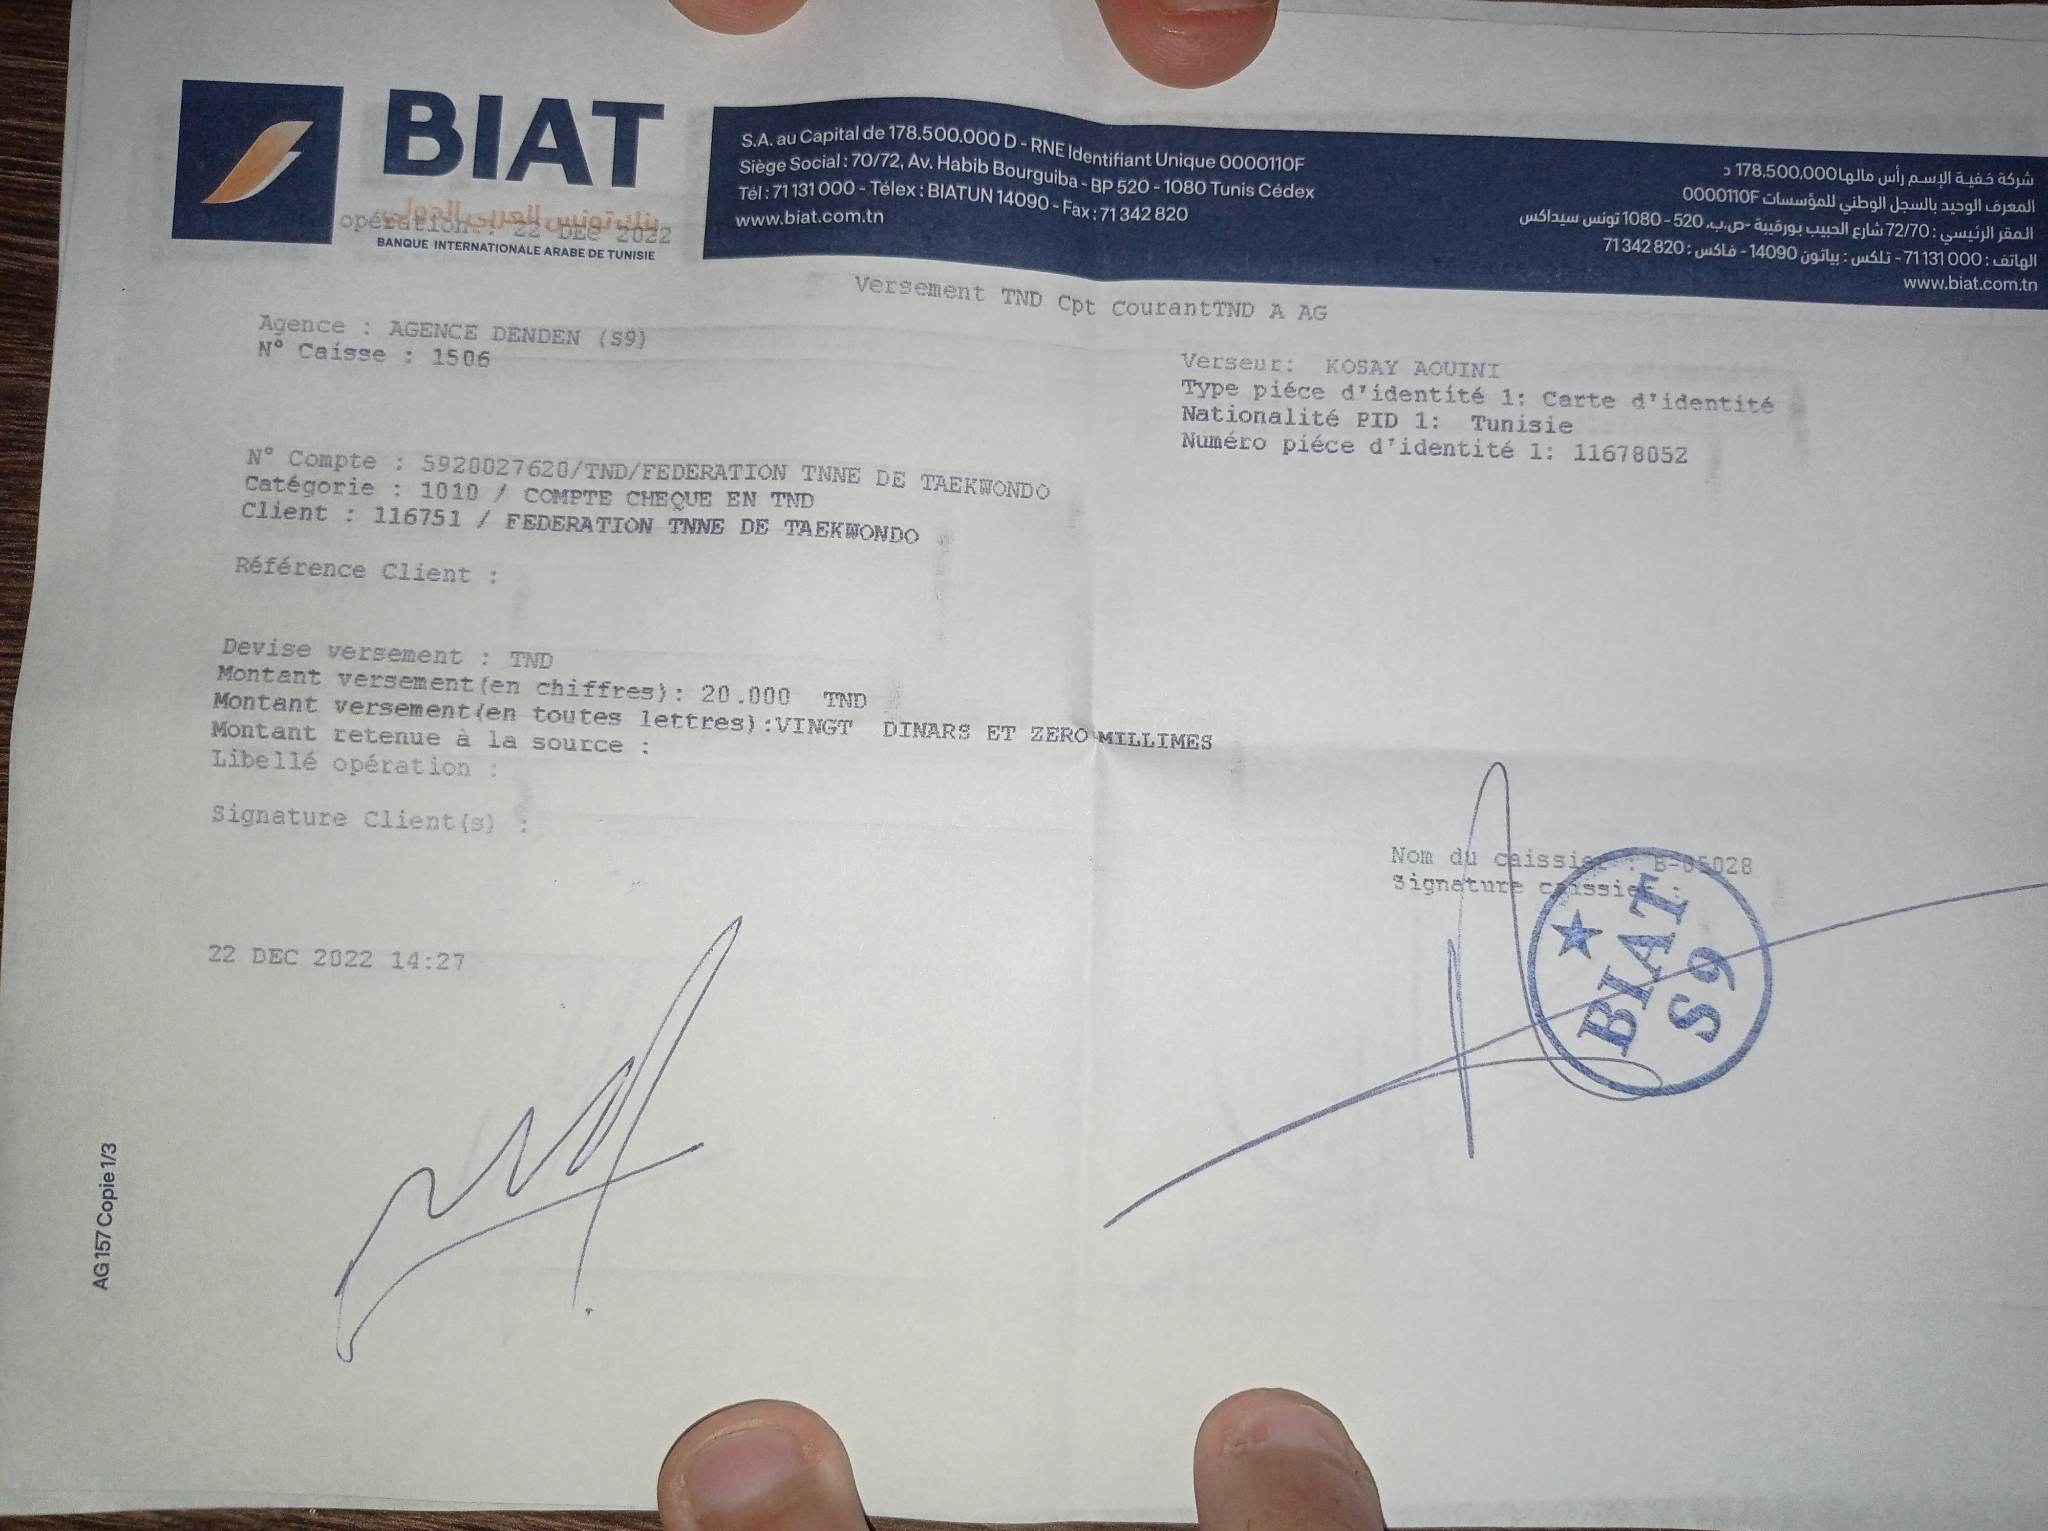 BIAT
بنك تونس العربي الدولي
opération : 22 DEC 2022
BANQUE INTERNATIONALE ARABE DE TUNISIE
S.A. au Capital de 178.500.000 D - RNE Identifiant Unique 0000110F
Siège Social : 70/72, Av. Habib Bourguiba - BP 520 - 1080 Tunis Cédex
Tél : 71 131 000 - Télex : BIATUN 14090 - Fax : 71 342 820
www.biat.com.tn
شركة خفية الإسم رأس مالها 178.500.000 د
المعرف الوحيد بالسجل الوطني للمؤسسات 0000110F
المقر الرئيسي : 72/70 شارع الحبيب بورقيبة -ص.ب. 520 - 1080 تونس سيداكس
الهاتف : 71 131 000 - تلكس : بياتون 14090 - فاكس : 71 342 820
www.biat.com.tn
Versement TND Cpt CourantTND A AG
Agence : AGENCE DENDEN (S9)
N° Caisse : 1506
Verseur: KOSAY AOUINI
Type piéce d'identité 1: Carte d'identité
Nationalité PID 1: Tunisie
Numéro piéce d'identité 1: 11678052
N° Compte : 5920027620/TND/FEDERATION TNNE DE TAEKWONDO
Catégorie : 1010 / COMPTE CHEQUE EN TND
Client : 116751 / FEDERATION TNNE DE TAEKWONDO
Référence Client :
Devise versement : TND
Montant versement(en chiffres): 20.000 TND
Montant versement(en toutes lettres):VINGT DINARS ET ZERO MILLIMES
Montant retenue à la source :
Libellé opération :
Signature Client(s) :
Nom du caissier : B-05028
Signature caissier :
BIAT
S9
22 DEC 2022 14:27
AG 157 Copie 1/3